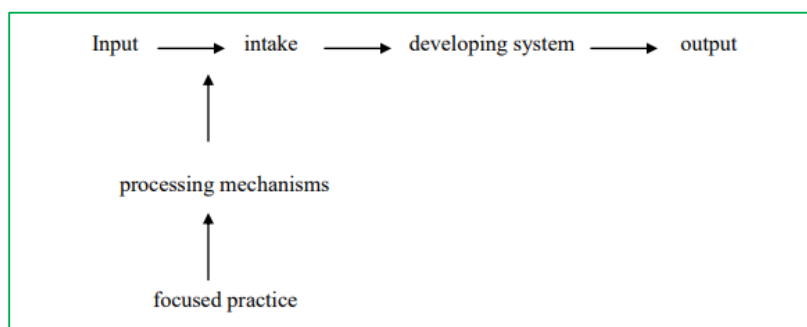 Input intake developing system output
processing mechanisms
focused practice